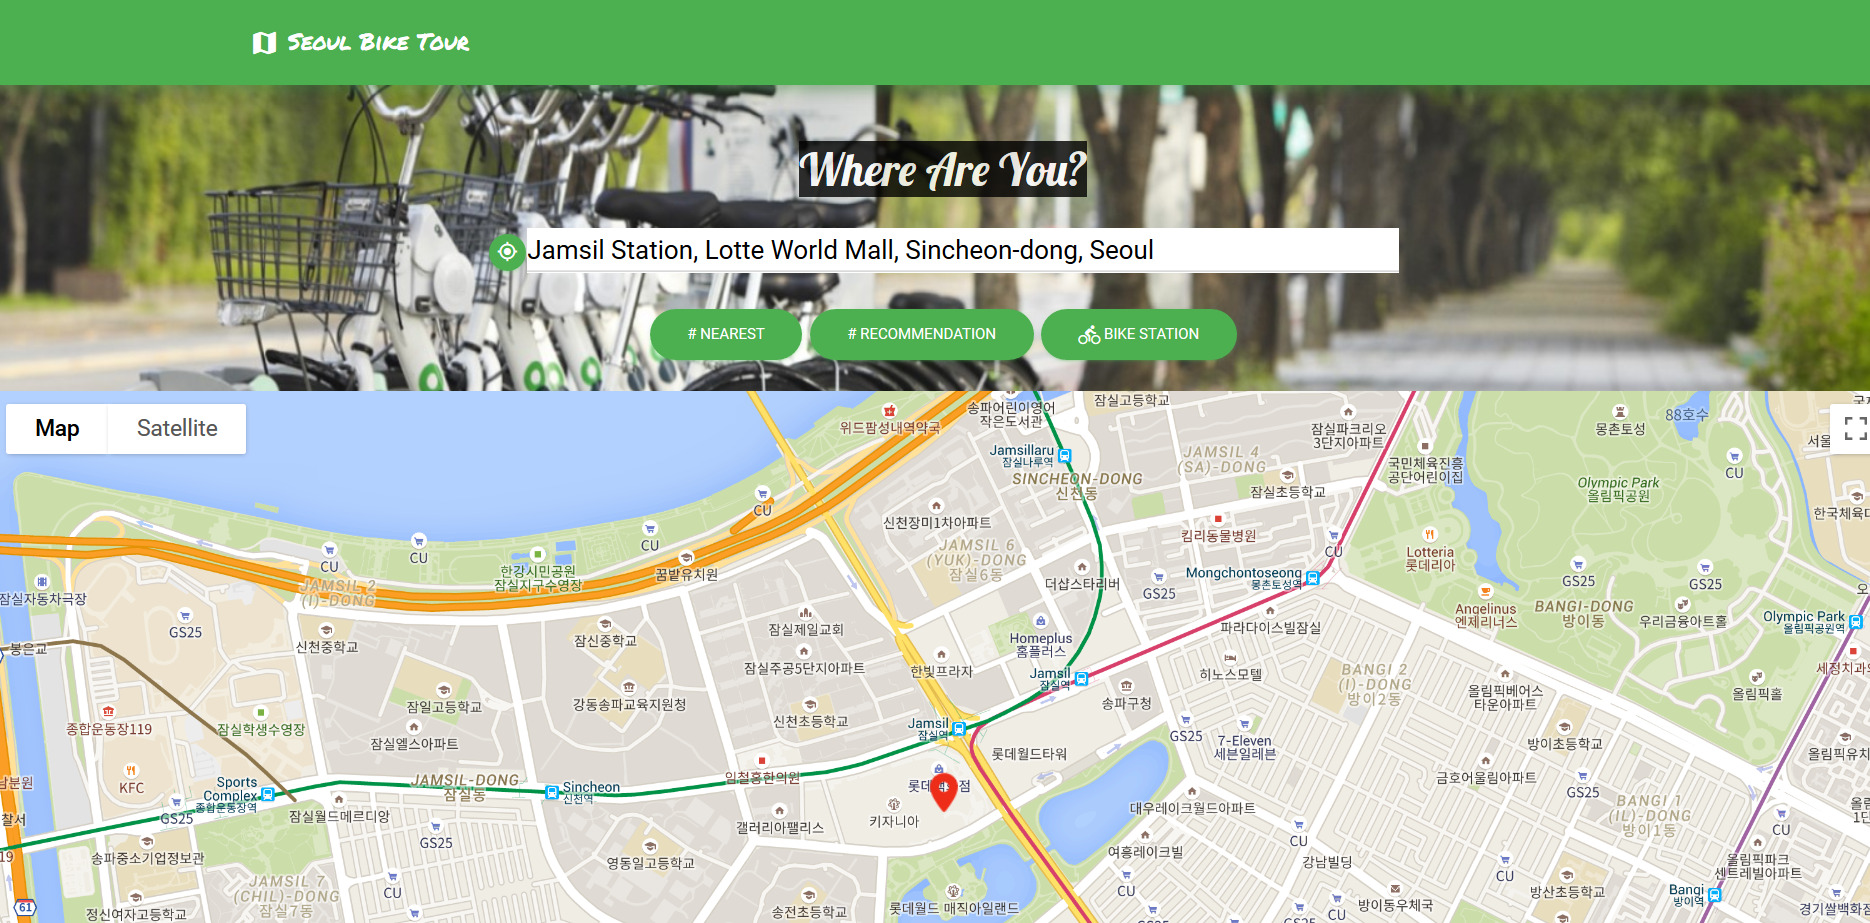 Seoul Bike Tour
Where Are You?
Jamsil Station, Lotte World Mall, Sincheon-dong, Seoul
# NEAREST
# RECOMMENDATION
BIKE STATION
Map
Satellite
위드팜성내역약국
송파어린이영어
작은도서관
잠실고등학교
잠실파크리오
3단지아파트
몽촌토성
88호수
서울
Jamsillaru
잠실나루역
SINCHEON-DONG
신천동
JAMSIL 4
(SA)-DONG
잠실초등학교
국민체육진흥
공단어린이집
Olympic Park
올림픽공원
CU
한국체육대
CU
신천장미1차아파트
킴리동물병원
CU
CU
CU
한강시민공원
잠실지구수영장
꿈밭유치원
JAMSIL 6
(YUK)-DONG
잠실6동
더샵스타리버
CU
Lotteria
롯데리아
Mongchontoseong
몽촌토성역
GS25
GS25
GS25
JAMSIL 2
(I)-DONG
잠실자동차극장
GS25
신천중학교
잠신중학교
잠실제일교회
Homeplus
홈플러스
파라다이스빌잠실
Angelinus
엔제리너스
BANGI-DONG
방이동
우리금융아트홀
Olympic Park
올림픽공원역
봉은교
잠실주공5단지아파트
한빛프라자
Jamsil
잠실역
히노스모텔
BANGI 2
(I)-DONG
방이2동
올림픽베어스
타운아파트
올림픽홀
세정치과의
종합운동장119
잠실학생수영장
잠일고등학교
강동송파교육지원청
신천초등학교
Jamsil
잠실역
송파구청
GS25
잠실엘스아파트
롯데월드타워
7-Eleven
세븐일레븐
방이초등학교
올림픽유치
남분원
KFC
Sports
Complex
종합운동장역
JAMSIL-DONG
잠실동
Sincheon
신천역
임철흥한의원
금호어울림아파트
GS25
찰서
GS25
잠실월드메르디앙
갤러리아팰리스
키자니아
대우레이크월드아파트
BANGI 1
(IL)-DONG
방이1동
CU
19
송파중소기업정보관
GS25
영동일고등학교
여흥레이크빌
CU
강남빌딩
CU
올림픽파크
센트레빌아파트
61
JAMSIL 7
(CHIL)-DONG
잠실7동
CU
정신여자고등학교
송전초등학교
롯데월드 매직아일랜드
CU
GS25
CU
방이동우체국
방산초등학교
Bangi
방이역
경기쌀백화